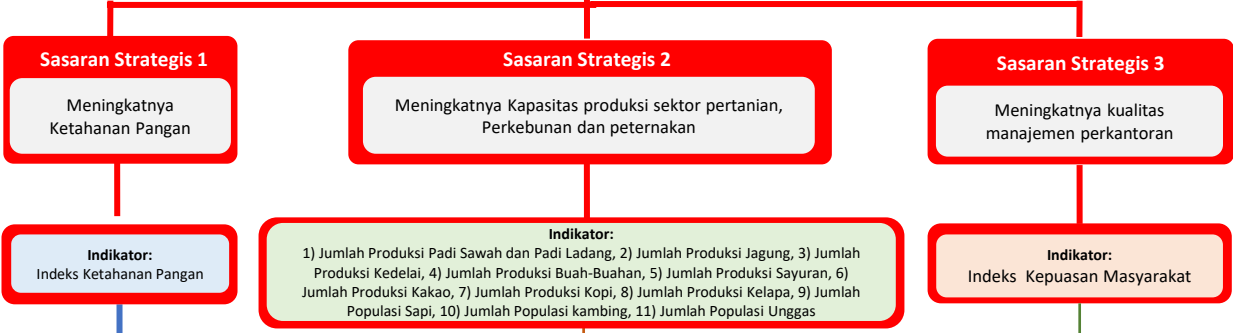 Sasaran Strategis 1
Meningkatnya
Ketahanan Pangan
Sasaran Strategis 2
Meningkatnya Kapasitas produksi sektor pertanian,
Perkebunan dan peternakan
Sasaran Strategis 3
Meningkatnya kualitas
manajemen perkantoran
Indikator:
Indeks Ketahanan Pangan
Indikator:
1) Jumlah Produksi Padi Sawah dan Padi Ladang, 2) Jumlah Produksi Jagung, 3) Jumlah
Produksi Kedelai, 4) Jumlah Produksi Buah-Buahan, 5) Jumlah Produksi Sayuran, 6)
Jumlah Produksi Kakao, 7) Jumlah Produksi Kopi, 8) Jumlah Produksi Kelapa, 9) Jumlah
Populasi Sapi, 10) Jumlah Populasi kambing, 11) Jumlah Populasi Unggas
Indikator:
Indeks Kepuasan Masyarakat